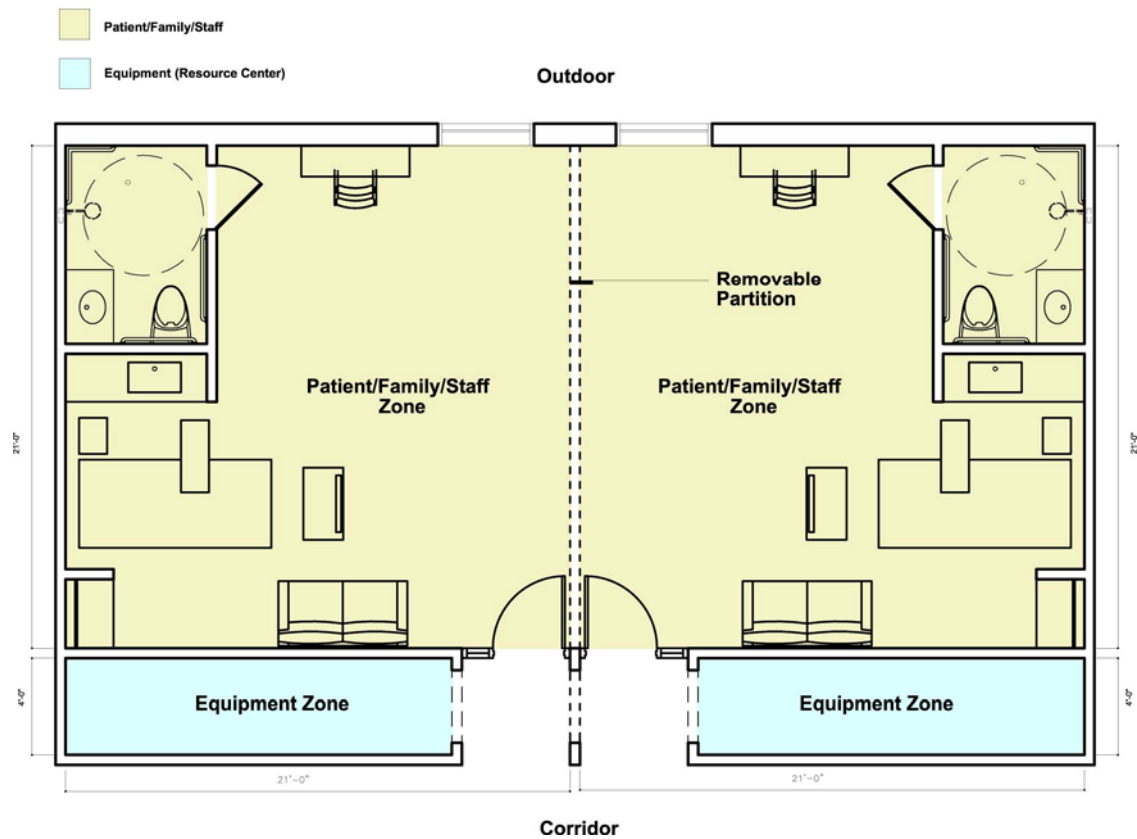 Patient/Family/Staff
Equipment (Resource Center)
Outdoor
Removable
Partition
Patient/Family/Staff
Zone
Patient/Family/Staff
Zone
21'-0"
21'-0"
Equipment Zone
Equipment Zone
4'-0"
4'-0"
21'-0"
21'-0"
Corridor